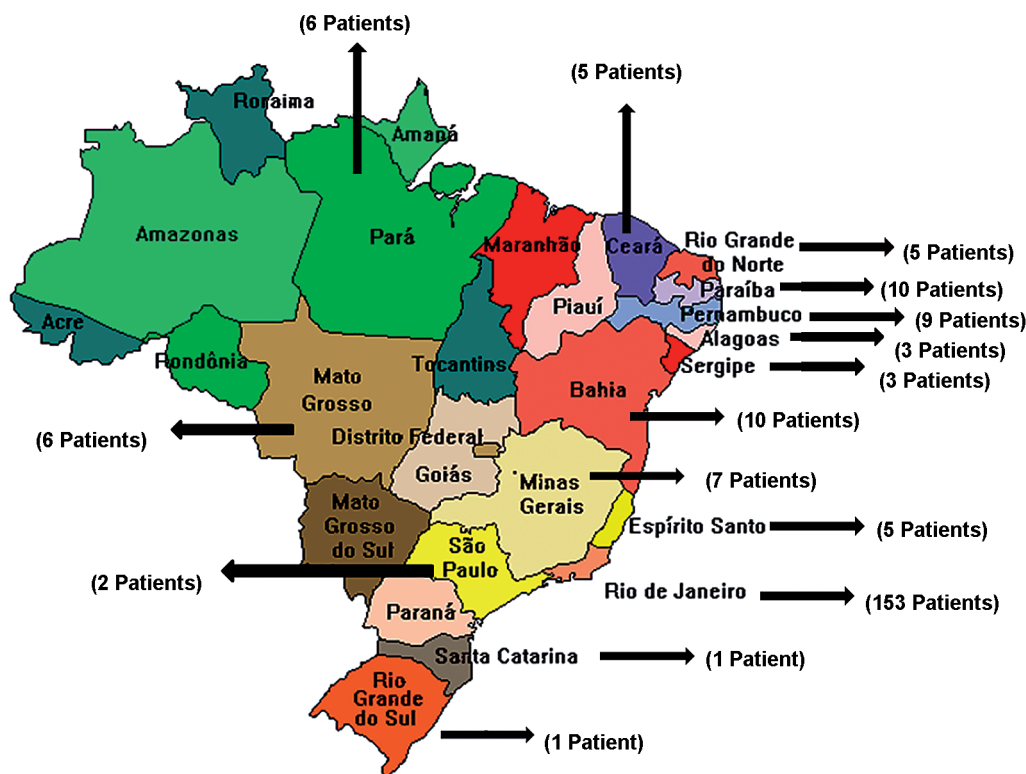 (6 Patients)
(5 Patients)
Roraima
Amapá
Amazonas
Pará
Maranhão
Ceará
Rio Grande
do Norte
(5 Patients)
Piauí
Paraíba
(10 Patients)
Pernambuco
(9 Patients)
Acre
Rondônia
Tocantins
Alagoas
(3 Patients)
Sergipe
(3 Patients)
Mato
Grosso
Bahia
(10 Patients)
(6 Patients)
Distrito Federal
Goiás
Minas
Gerais
(7 Patients)
Mato
Grosso
do Sul
Espírito Santo
(5 Patients)
São
Paulo
(2 Patients)
Rio de Janeiro
(153 Patients)
Paraná
Santa Catarina
(1 Patient)
Rio
Grande
do Sul
(1 Patient)